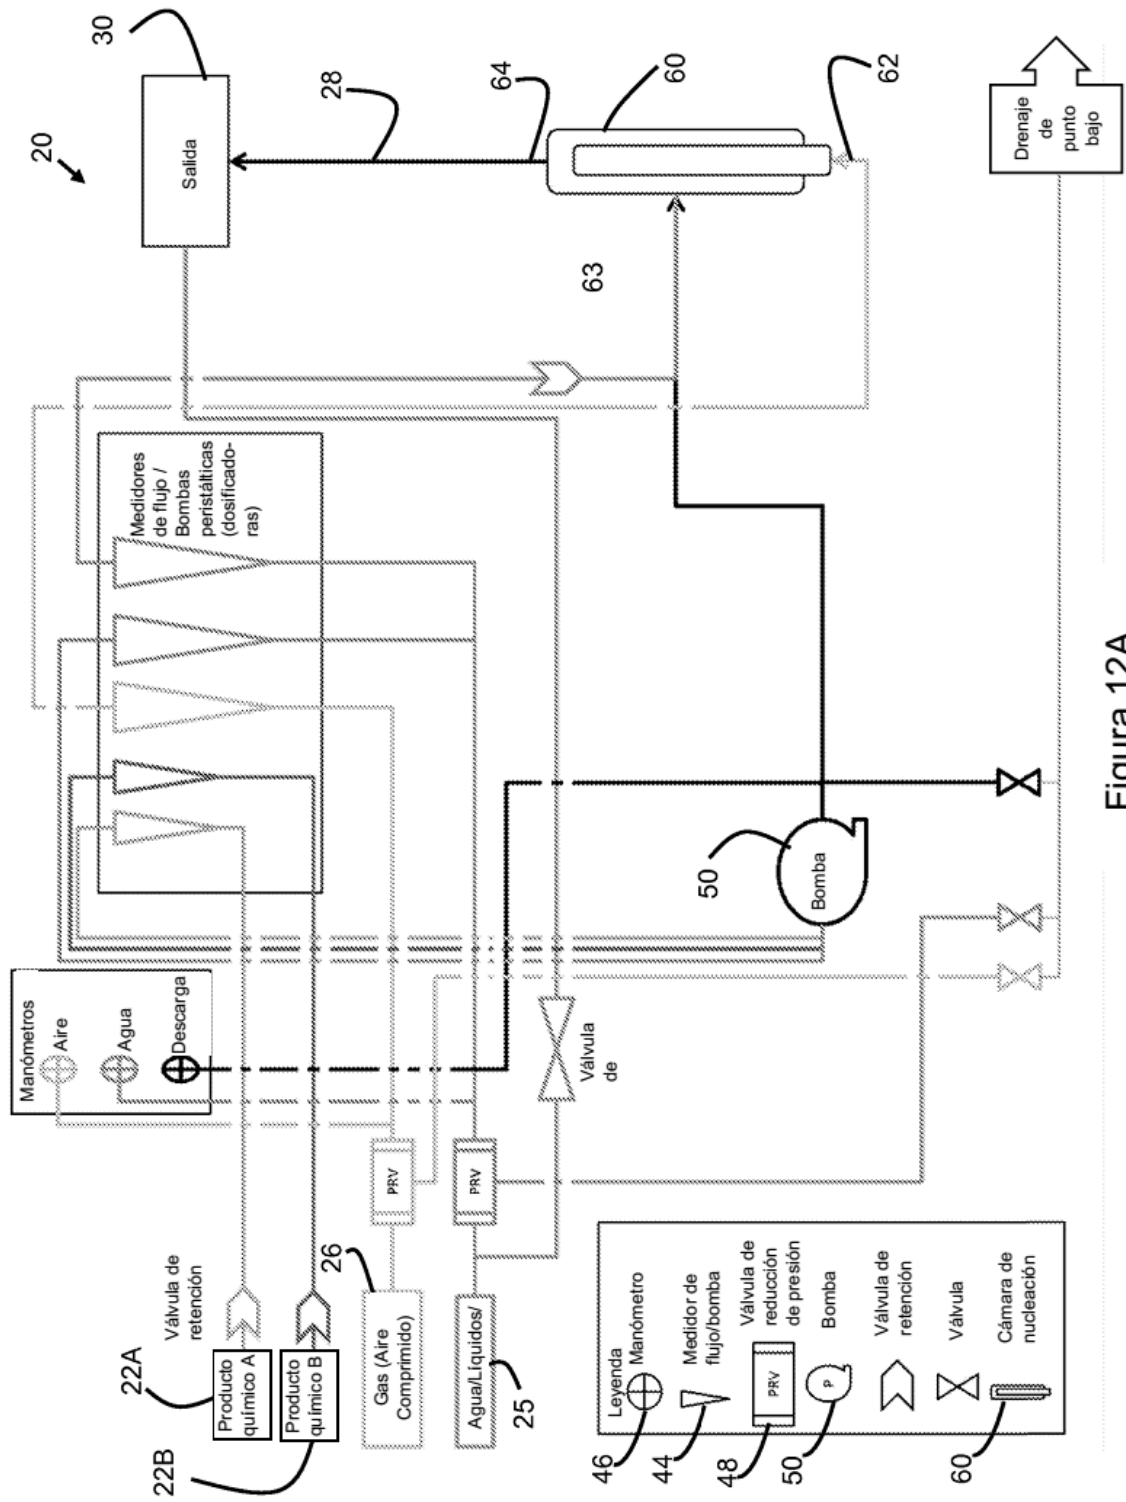 30
20
Salida
28
64
60
62
63
Drenaje
de
punto
bajo
Medidores
de flujo /
Bombas
peristálticas
(dosificado-
ras)
50
Bomba
Manómetros
Aire
Agua
Descarga
Válvula
de
PRV
PRV
Válvula de
retención
26
22A
22B
25
Producto
químico A
Producto
químico B
Gas (Aire
Comprimido)
Agua/Líquidos/
Leyenda
46
Manómetro
44
Medidor de
flujo/bomba
48
PRV
Válvula de
reducción
de presión
50
P
Bomba
Válvula de
retención
Válvula
60
Cámara de
nucleación
Figura 12A